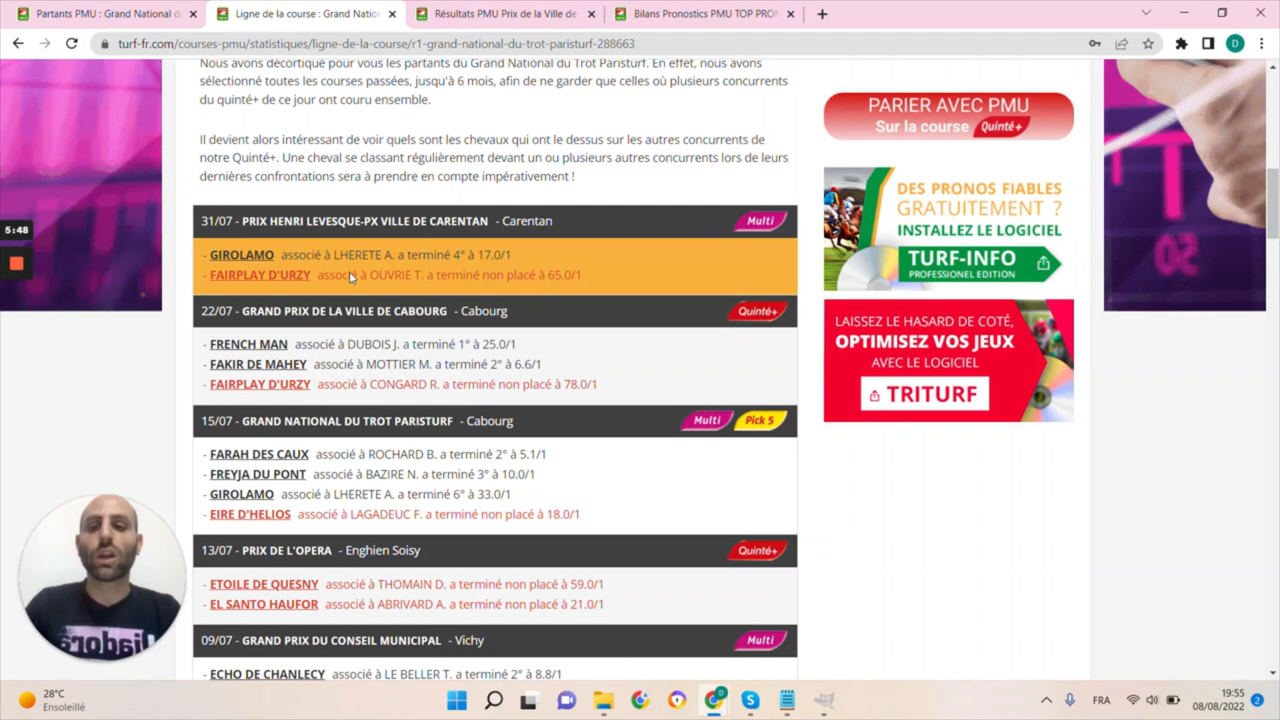 Partants PMU : Grand National d
Ligne de la course : Grand Natio
Résultats PMU Prix de la Ville de
Bilans Pronostics PMU TOP PRON
turf-fr.com/courses-pmu/statistiques/ligne-de-la-course/r1-grand-national-du-trot-paristurf-288663
D
Nous avons décortiqué pour vous les partants du Grand National du Trot Paristurf. En effet, nous avons
sélectionné toutes les courses passées, jusqu'à 6 mois, afin de ne garder que celles où plusieurs concurrents
du quinté+ de ce jour ont couru ensemble.
Il devient alors intéressant de voir quels sont les chevaux qui ont le dessus sur les autres concurrents de
notre Quinté+. Une cheval se classant régulièrement devant un ou plusieurs autres concurrents lors de leurs
dernières confrontations sera à prendre en compte impérativement !
31/07 - PRIX HENRI LEVESQUE-PX VILLE DE CARENTAN - Carentan Multi
- GIROLAMO associé à LHERETE A. a terminé 4° à 17.0/1
- FAIRPLAY D'URZY associé à OUVRIE T. a terminé non placé à 65.0/1
22/07 - GRAND PRIX DE LA VILLE DE CABOURG - Cabourg Quinté+
- FRENCH MAN associé à DUBOIS J. a terminé 1° à 25.0/1
- FAKIR DE MAHEY associé à MOTTIER M. a terminé 2° à 6.6/1
- FAIRPLAY D'URZY associé à CONGARD R. a terminé non placé à 78.0/1
15/07 - GRAND NATIONAL DU TROT PARISTURF - Cabourg Multi Pick 5
- FARAH DES CAUX associé à ROCHARD B. a terminé 2° à 5.1/1
- FREYJA DU PONT associé à BAZIRE N. a terminé 3° à 10.0/1
- GIROLAMO associé à LHERETE A. a terminé 6° à 33.0/1
- EIRE D'HELIOS associé à LAGADEUC F. a terminé non placé à 18.0/1
13/07 - PRIX DE L'OPERA - Enghien Soisy Quinté+
- ETOILE DE QUESNY associé à THOMAIN D. a terminé non placé à 59.0/1
- EL SANTO HAUFOR associé à ABRIVARD A. a terminé non placé à 21.0/1
09/07 - GRAND PRIX DU CONSEIL MUNICIPAL - Vichy Multi
- ECHO DE CHANLECY associé à LE BELLER T. a terminé 2° à 8.8/1
PARIER AVEC PMU
Sur la course Quinté+
DES PRONOS FIABLES
GRATUITEMENT ?
INSTALLEZ LE LOGICIEL
TURF-INFO
PROFESSIONEL EDITION
LAISSEZ LE HASARD DE COTÉ,
OPTIMISEZ VOS JEUX
AVEC LE LOGICIEL
TRITURF
5:48
28°C
Ensoleillé
D
S
FRA
19:55
08/08/2022
2